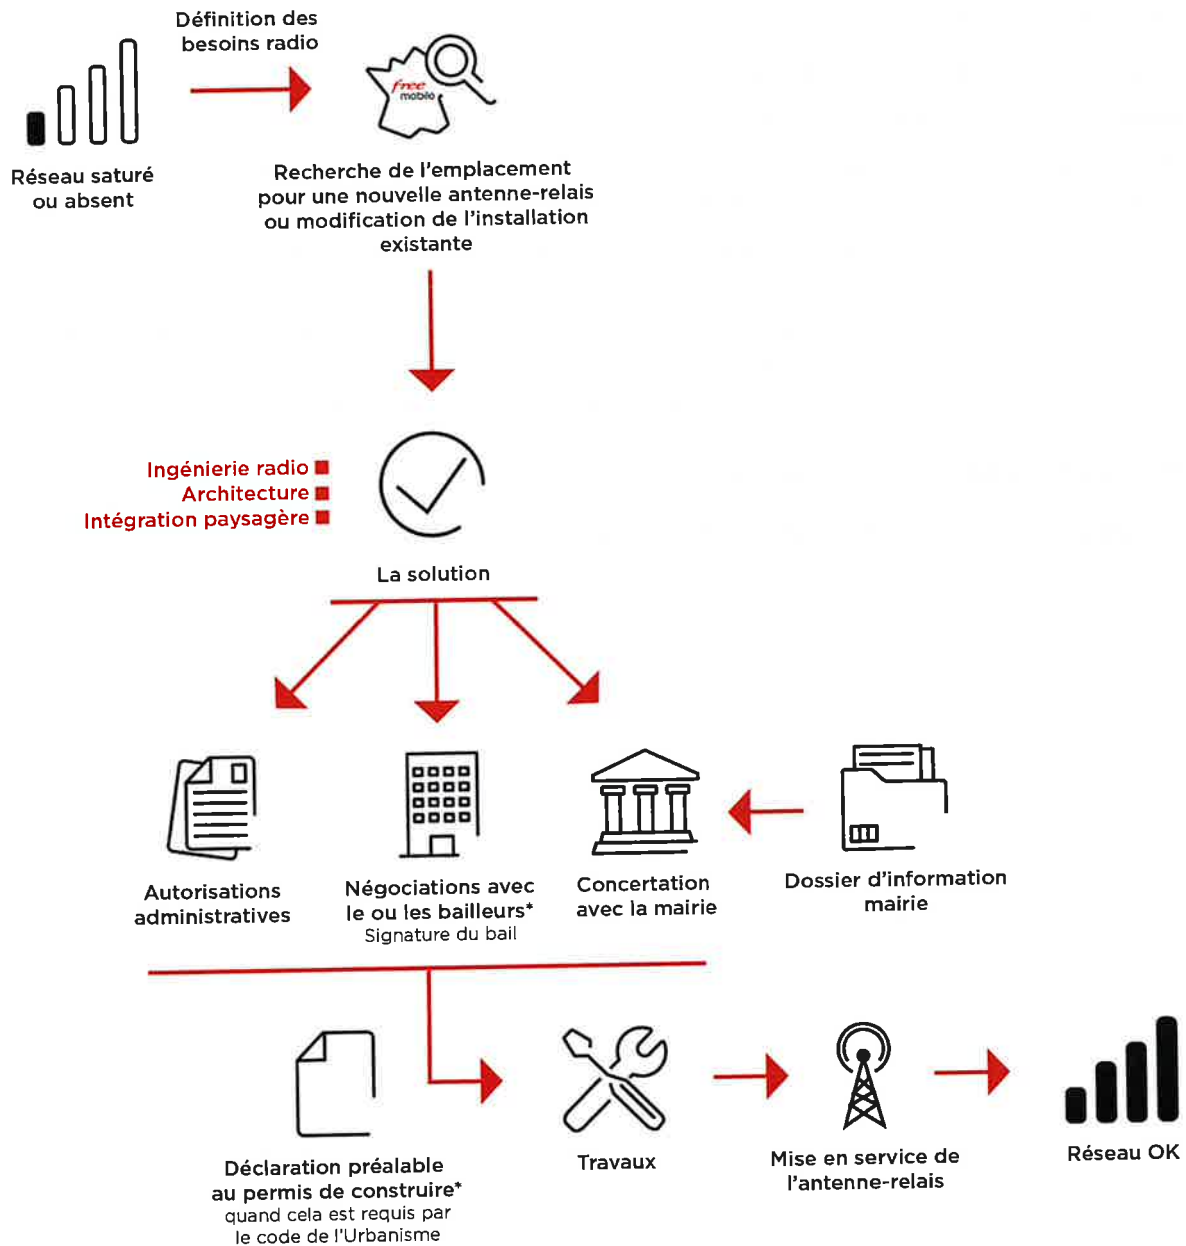 Définition des
besoins radio
free
mobile
Réseau saturé
ou absent
Recherche de l'emplacement
pour une nouvelle antenne-relais
ou modification de l'installation
existante
Ingénierie radio
Architecture
Intégration paysagère
La solution
Autorisations
administratives
Négociations avec
le ou les bailleurs*
Signature du bail
Concertation
avec la mairie
Dossier d'information
mairie
Déclaration préalable
au permis de construire*
quand cela est requis par
le code de l'Urbanisme
Travaux
Mise en service de
l'antenne-relais
Réseau OK